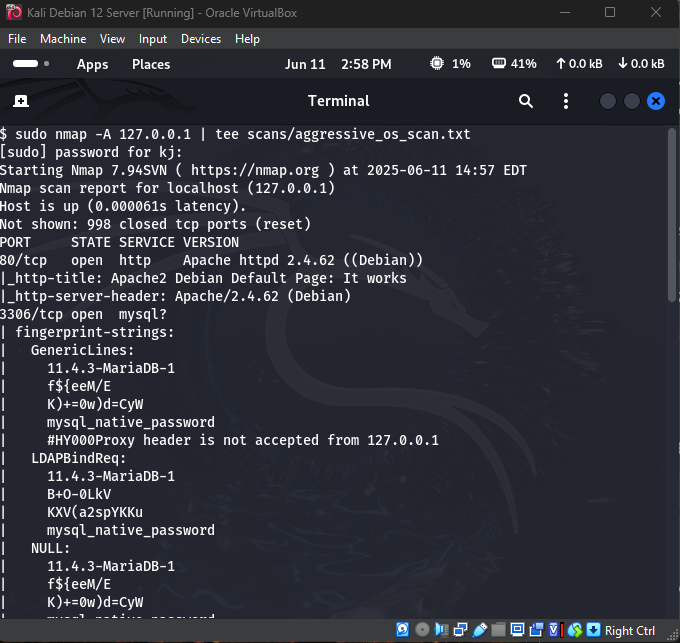 Kali Debian 12 Server [Running] - Oracle VirtualBox
File Machine View Input Devices Help
Apps Places Jun 11 2:58 PM 1% 41% 0.0 kB 0.0 kB
Terminal
$ sudo nmap -A 127.0.0.1 | tee scans/aggressive_os_scan.txt
[sudo] password for kj:
Starting Nmap 7.94SVN ( https://nmap.org ) at 2025-06-11 14:57 EDT
Nmap scan report for localhost (127.0.0.1)
Host is up (0.000061s latency).
Not shown: 998 closed tcp ports (reset)
PORT     STATE SERVICE VERSION
80/tcp   open  http    Apache httpd 2.4.62 ((Debian))
|_http-title: Apache2 Debian Default Page: It works
|_http-server-header: Apache/2.4.62 (Debian)
3306/tcp open  mysql?
| fingerprint-strings:
|   GenericLines:
|     11.4.3-MariaDB-1
|     f${eeM/E
|     K)+=0w)d=CyW
|     mysql_native_password
|     #HY000Proxy header is not accepted from 127.0.0.1
|   LDAPBindReq:
|     11.4.3-MariaDB-1
|     B+O-0LkV
|     KXV(a2spYKKu
|     mysql_native_password
|   NULL:
|     11.4.3-MariaDB-1
|     f${eeM/E
|     K)+=0w)d=CyW
|     mysql_native_password
Right Ctrl